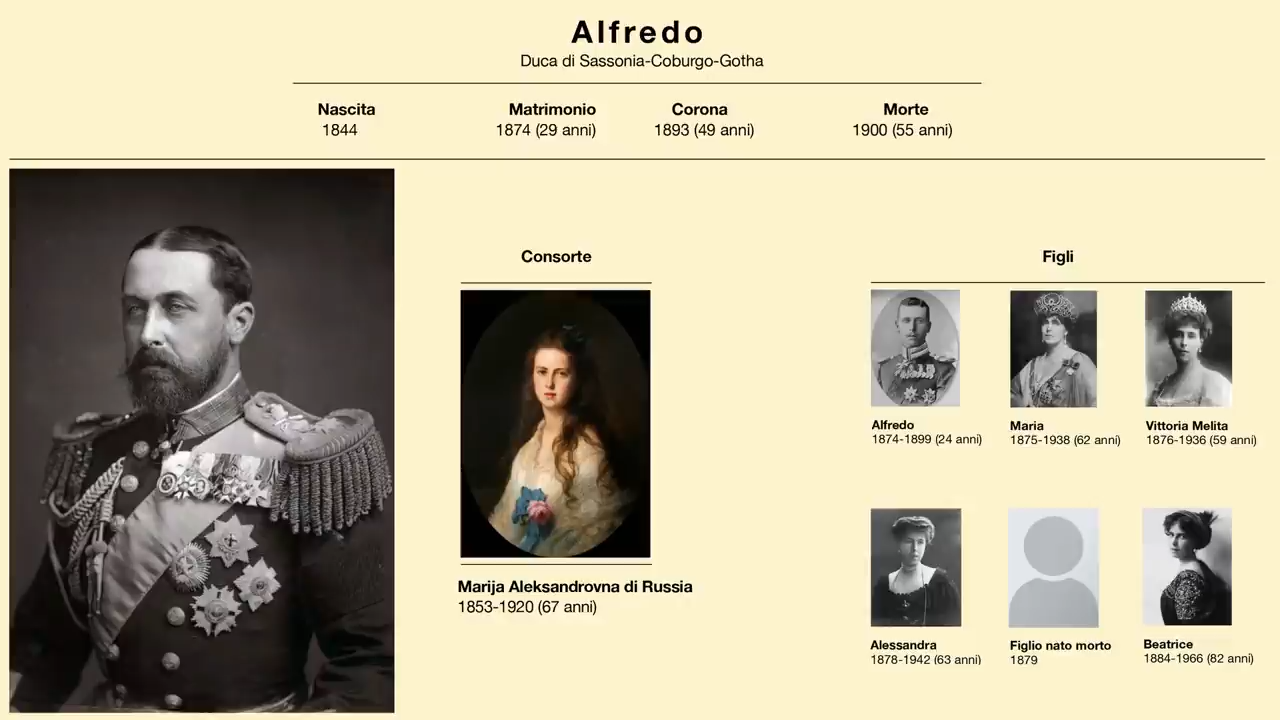 Alfredo
Duca di Sassonia-Coburgo-Gotha
Nascita
1844
Matrimonio
1874 (29 anni)
Corona
1893 (49 anni)
Morte
1900 (55 anni)
Consorte
Marija Aleksandrovna di Russia
1853-1920 (67 anni)
Figli
Alfredo
1874-1899 (24 anni)
Maria
1875-1938 (62 anni)
Vittoria Melita
1876-1936 (59 anni)
Alessandra
1878-1942 (63 anni)
Figlio nato morto
1879
Beatrice
1884-1966 (82 anni)